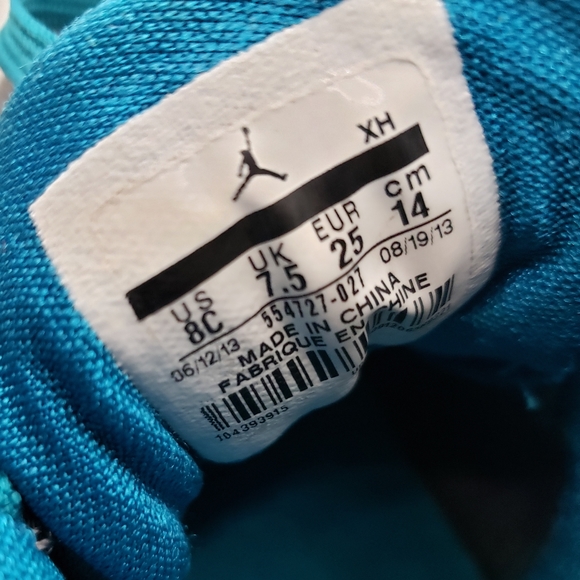 XH
US UK EUR cm
8C 7.5 25 14
06/12/13 554727-027 08/19/13
MADE IN CHINA
FABRIQUE EN CHINE